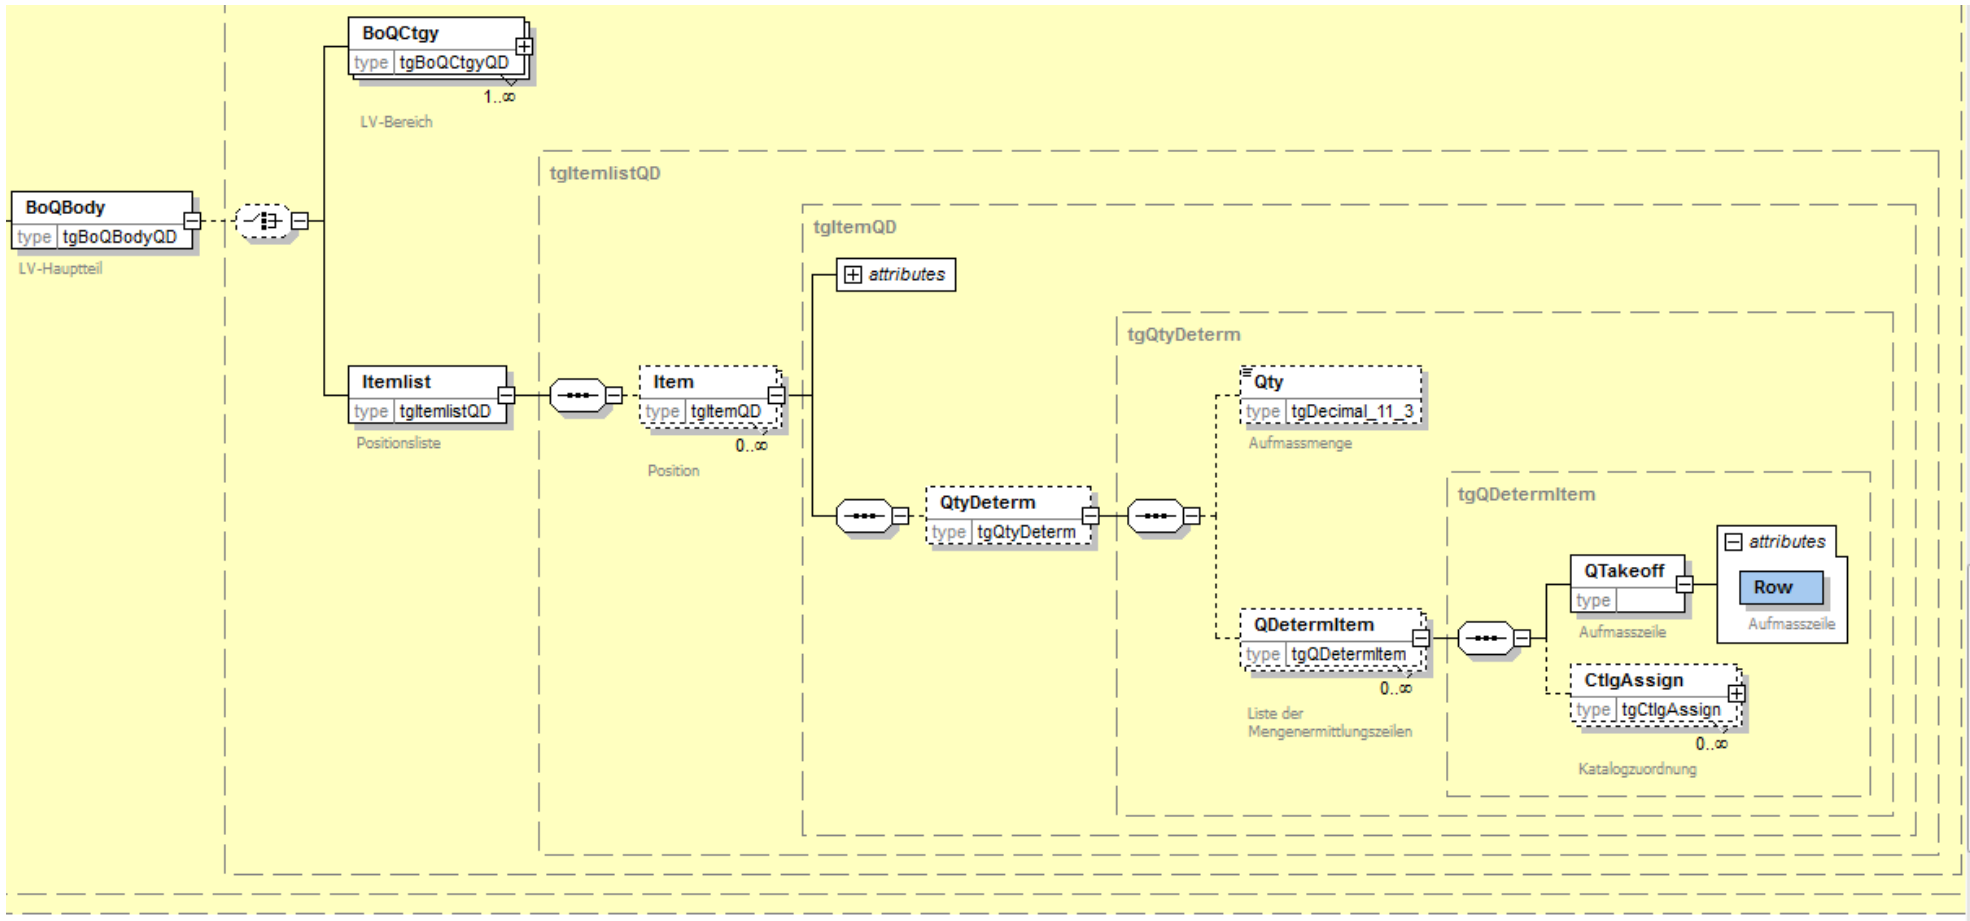 BoQCtgy
type tgBoQCtgyQD
1..∞
LV-Bereich
tgItemlistQD
BoQBody
type tgBoQBodyQD
LV-Hauptteil
tgItemQD
attributes
tgQtyDeterm
Itemlist
type tgItemlistQD
Positionsliste
Item
type tgItemQD
0..∞
Position
Qty
type tgDecimal_11_3
Aufmassmenge
QtyDeterm
type tgQtyDeterm
tgQDetermItem
attributes
QTakeoff
type
Aufmasszeile
Row
Aufmasszeile
QDetermItem
type tgQDetermItem
0..∞
Liste der
Mengenermittlungszeilen
CtlgAssign
type tgCtlgAssign
0..∞
Katalogzuordnung